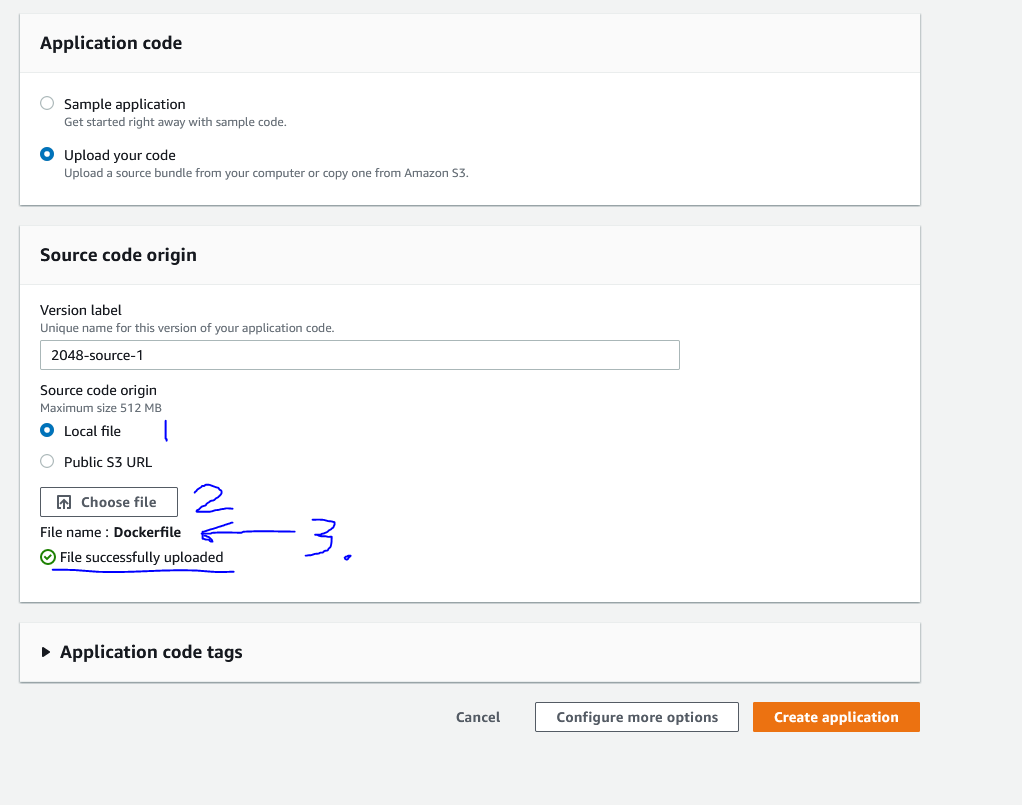 Application code
Sample application
Get started right away with sample code.
Upload your code
Upload a source bundle from your computer or copy one from Amazon S3.
Source code origin
Version label
Unique name for this version of your application code.
2048-source-1
Source code origin
Maximum size 512 MB
Local file 1
Public S3 URL
Choose file 2
File name : Dockerfile 3.
File successfully uploaded
Application code tags
Cancel Configure more options Create application